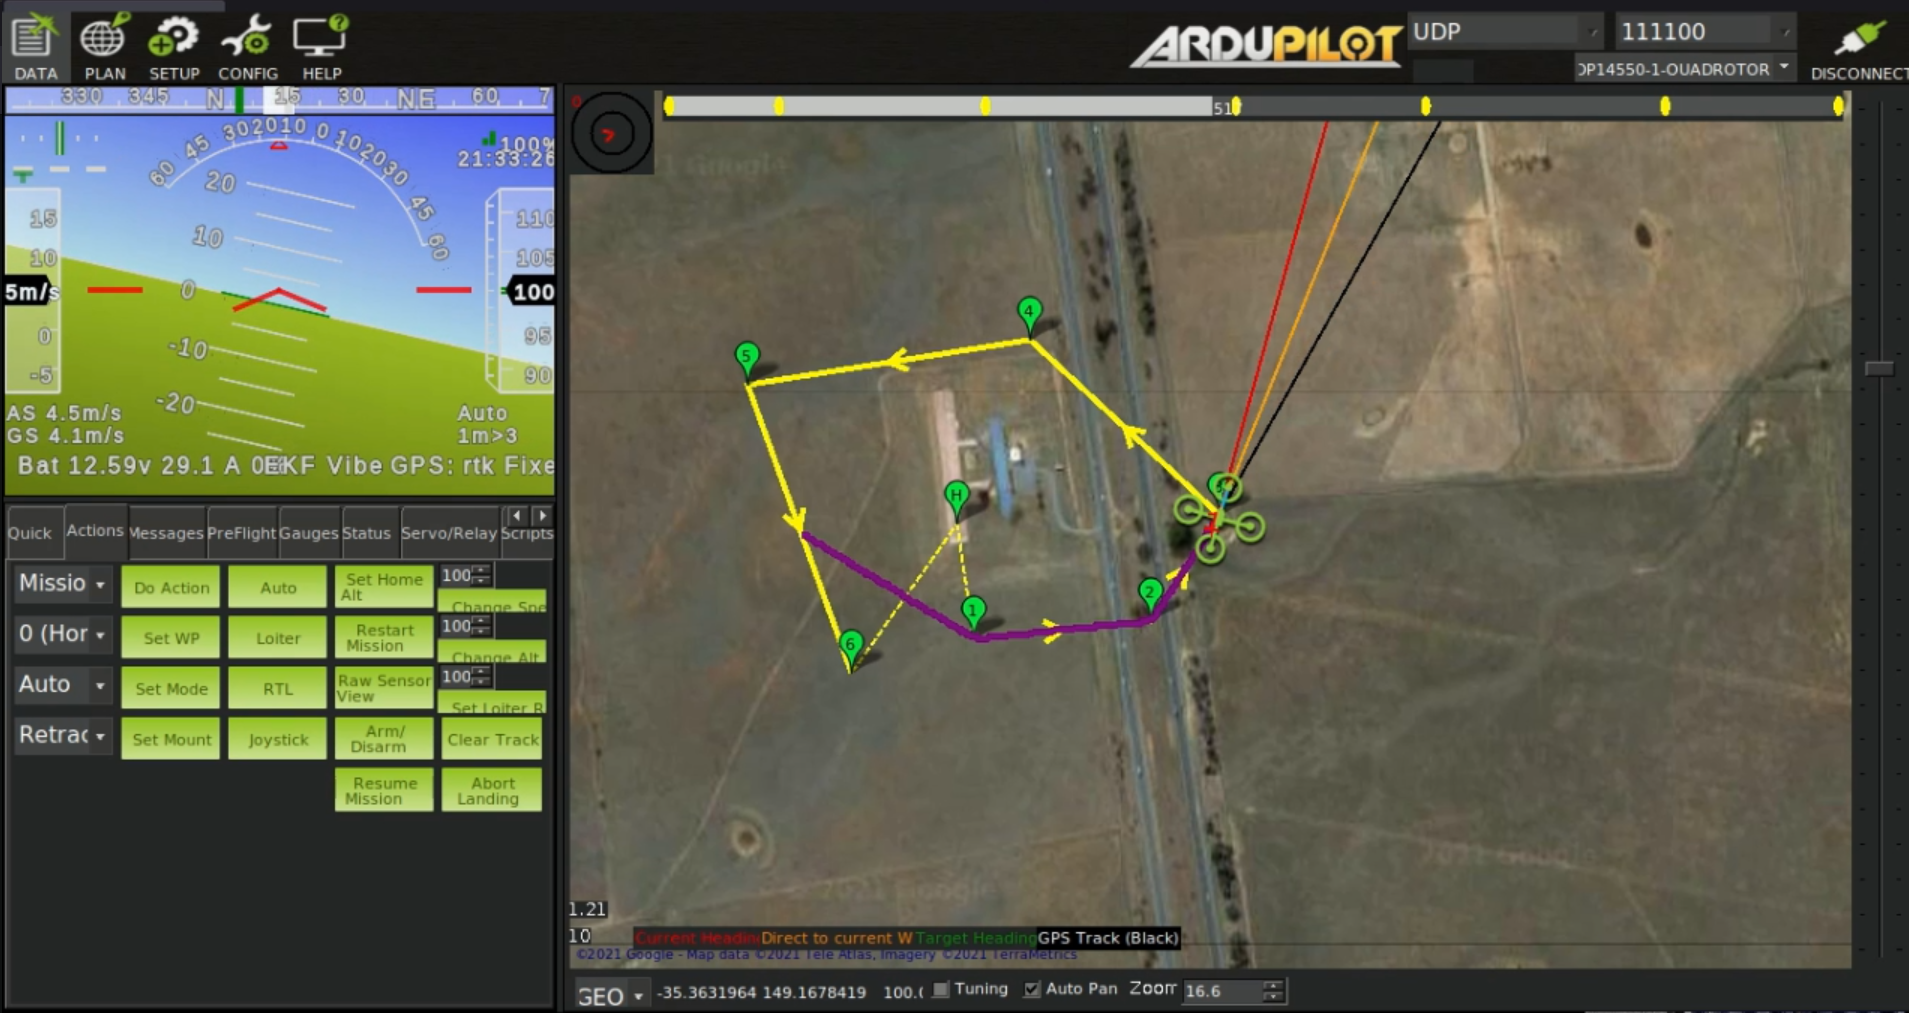 DATA PLAN SETUP CONFIG HELP
ARDUPILOT
UDP
111100
OP14550-1-QUADROTOR
DISCONNECT
330 345 N 15 30 NE 60 7
60 45 30 20 10 0 10 20 30 45 60
100%
21:33:26
20
10
0
-10
-20
15
10
5m/s
0
-5
110
105
100
95
90
AS 4.5m/s
GS 4.1m/s
Auto
1m>3
Bat 12.59v 29.1 A 0 EKF Vibe GPS: rtk Fixe
Quick Actions Messages PreFlight Gauges Status Servo/Relay Scripts
Missio
Do Action
Auto
Set Home
Alt
100
Change Spe
0 (Hor
Set WP
Loiter
Restart
Mission
100
Change Alt
Auto
Set Mode
RTL
Raw Sensor
View
100
Set Loiter R
Retrac
Set Mount
Joystick
Arm/
Disarm
Clear Track
Resume
Mission
Abort
Landing
0
51
4
5
H
1
2
6
Google
2021 Google
2021 Google
1.21
10
Current Heading Direct to current W Target Heading GPS Track (Black)
©2021 Google - Map data ©2021 Tele Atlas, Imagery ©2021 TerraMetrics
GEO -35.3631964 149.1678419 100.0 Tuning Auto Pan Zoom 16.6